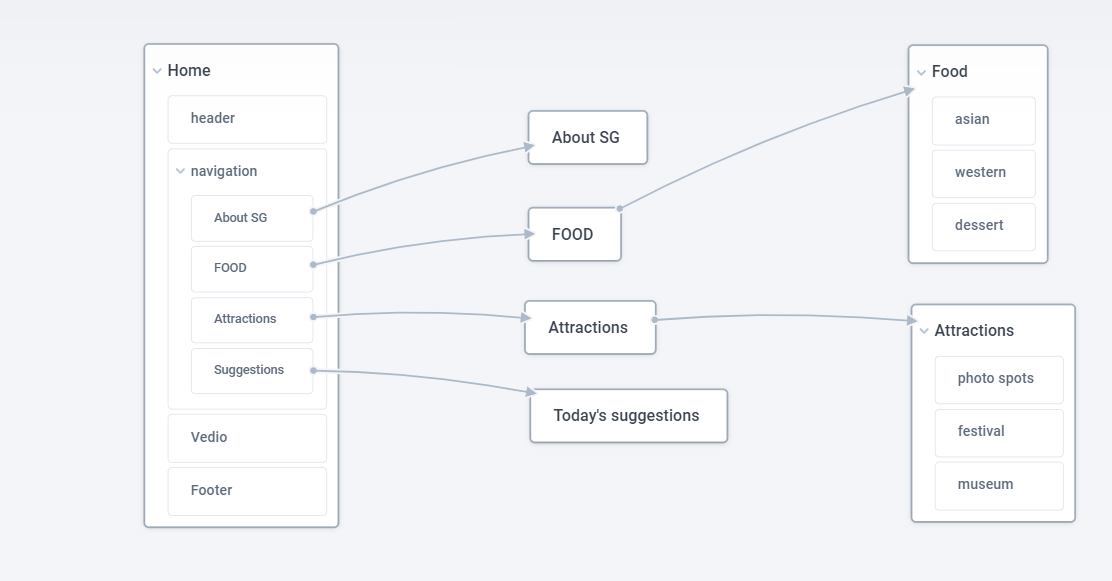 Home
header
navigation
About SG
FOOD
Attractions
Suggestions
Vedio
Footer
About SG
FOOD
Attractions
Today's suggestions
Food
asian
western
dessert
Attractions
photo spots
festival
museum